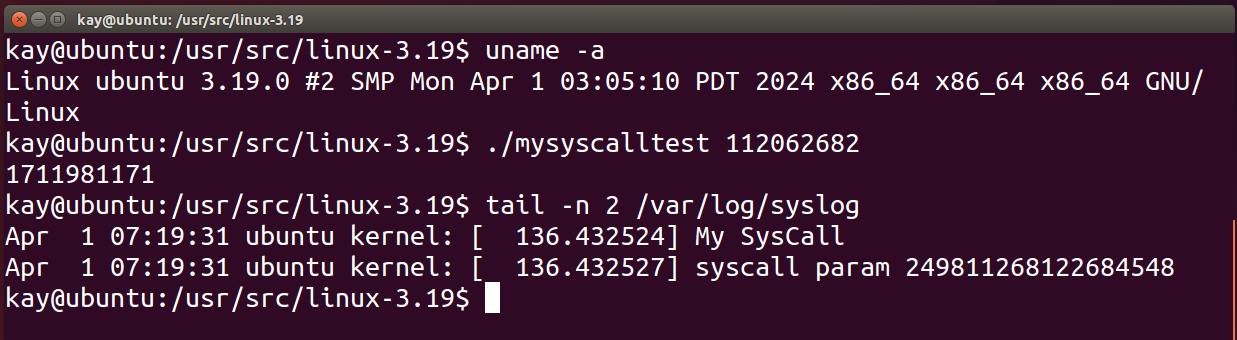 kay@ubuntu: /usr/src/linux-3.19
kay@ubuntu:/usr/src/linux-3.19$ uname -a
Linux ubuntu 3.19.0 #2 SMP Mon Apr 1 03:05:10 PDT 2024 x86_64 x86_64 x86_64 GNU/
Linux
kay@ubuntu:/usr/src/linux-3.19$ ./mysyscalltest 112062682
1711981171
kay@ubuntu:/usr/src/linux-3.19$ tail -n 2 /var/log/syslog
Apr  1 07:19:31 ubuntu kernel: [  136.432524] My SysCall
Apr  1 07:19:31 ubuntu kernel: [  136.432527] syscall param 249811268122684548
kay@ubuntu:/usr/src/linux-3.19$